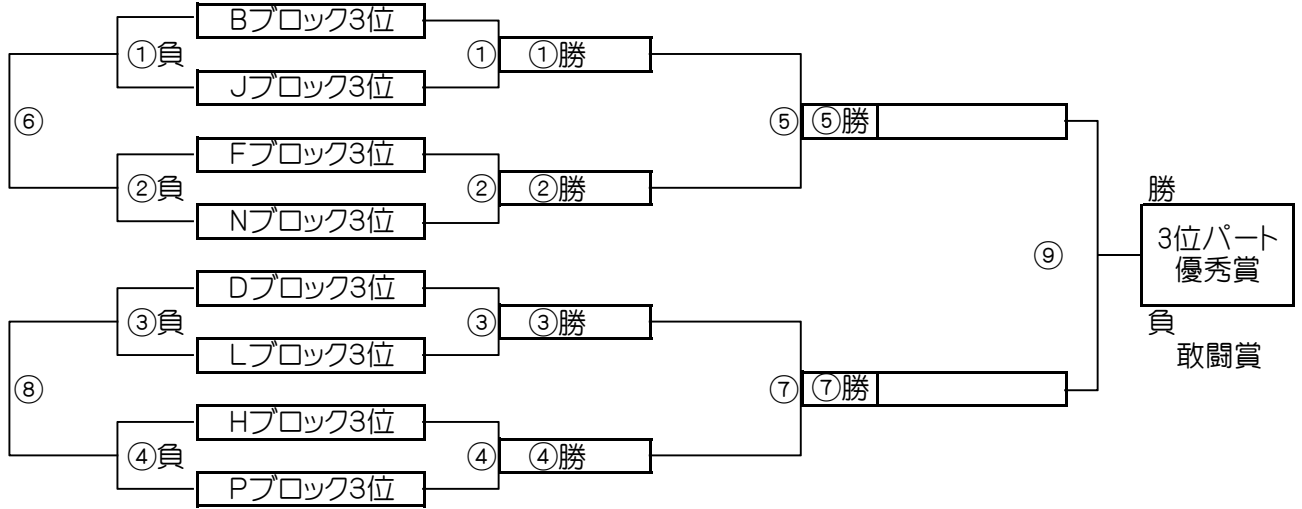 Bブロック3位
①負 ① ①勝
Jブロック3位
⑥ ⑤ ⑤勝
Fブロック3位
②負 ② ②勝
勝
Nブロック3位
3位パート
⑨
優秀賞
Dブロック3位
③負 ③ ③勝
負
Lブロック3位
敢闘賞
⑧ ⑦ ⑦勝
Hブロック3位
④負 ④ ④勝
Pブロック3位